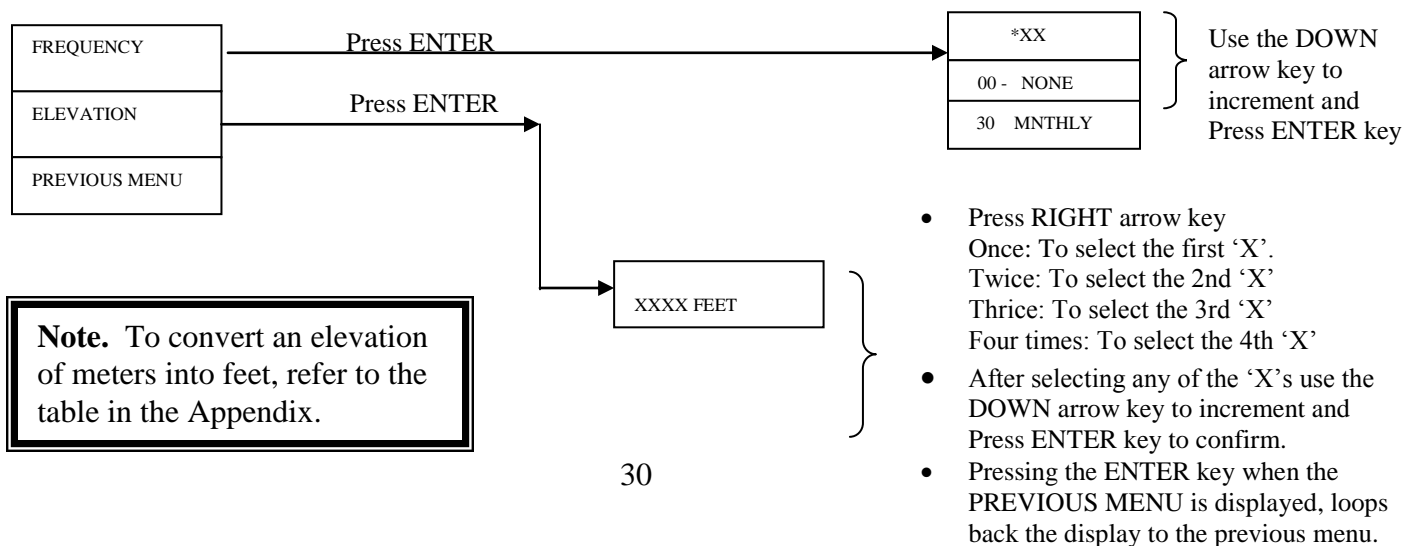 FREQUENCY
Press ENTER
*XX
00 - NONE
30 MNTHLY
Use the DOWN
arrow key to
increment and
Press ENTER key
ELEVATION
Press ENTER
PREVIOUS MENU
XXXX FEET
• Press RIGHT arrow key
Once: To select the first ‘X’.
Twice: To select the 2nd ‘X’
Thrice: To select the 3rd ‘X’
Four times: To select the 4th ‘X’
• After selecting any of the ‘X’s use the
DOWN arrow key to increment and
Press ENTER key to confirm.
• Pressing the ENTER key when the
PREVIOUS MENU is displayed, loops
back the display to the previous menu.
Note. To convert an elevation
of meters into feet, refer to the
table in the Appendix.
30